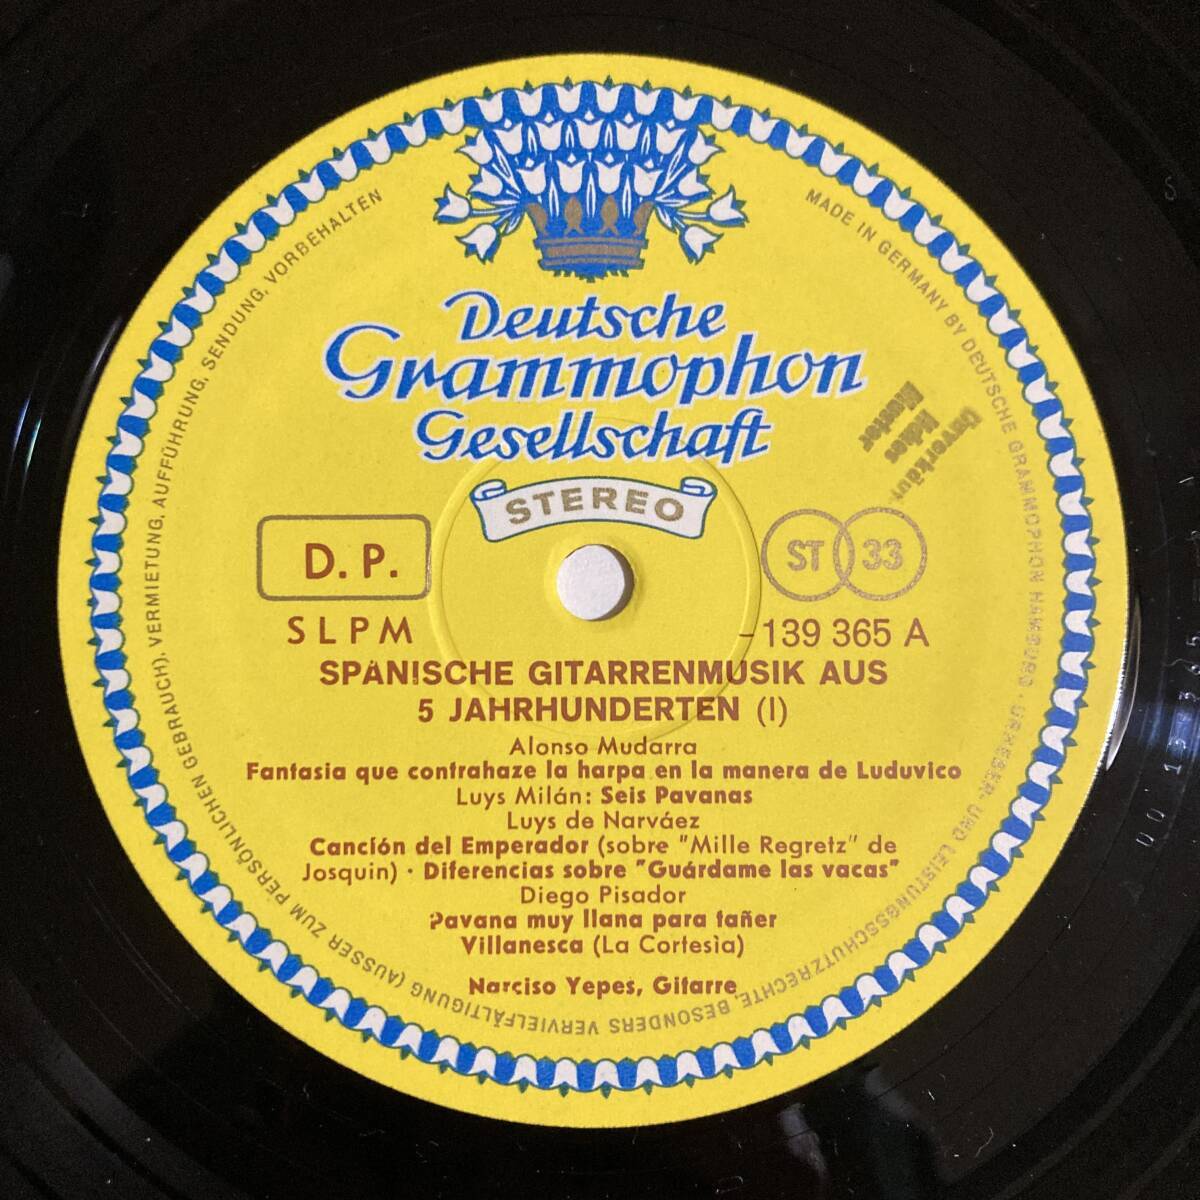 Deutsche
Grammophon
Gesellschaft
STEREO
D. P.
ST 33
SLPM
139 365 A
SPANISCHE GITARRENMUSIK AUS
5 JAHRHUNDERTEN (I)
Alonso Mudarra
Fantasia que contrahaze la harpa en la manera de Luduvico
Luys Milán: Seis Pavanas
Luys de Narváez
Canción del Emperador (sobre "Mille Regretz" de
Josquin) · Diferencias sobre "Guárdame las vacas"
Diego Pisador
Pavana muy llana para tañer
Villanesca (La Cortesìa)
Narciso Yepes, Gitarre
MADE IN GERMANY BY DEUTSCHE GRAMMOPHON HAMBURG · URHEBER- UND LEISTUNGSSCHUTZRECHTE, BESONDERS VERVIELFÄLTIGUNG (AUSSER ZUM PERSÖNLICHEN GEBRAUCH), VERMIETUNG, AUFFÜHRUNG, SENDUNG, VORBEHALTEN
Unverkäuf-
liches
Muster